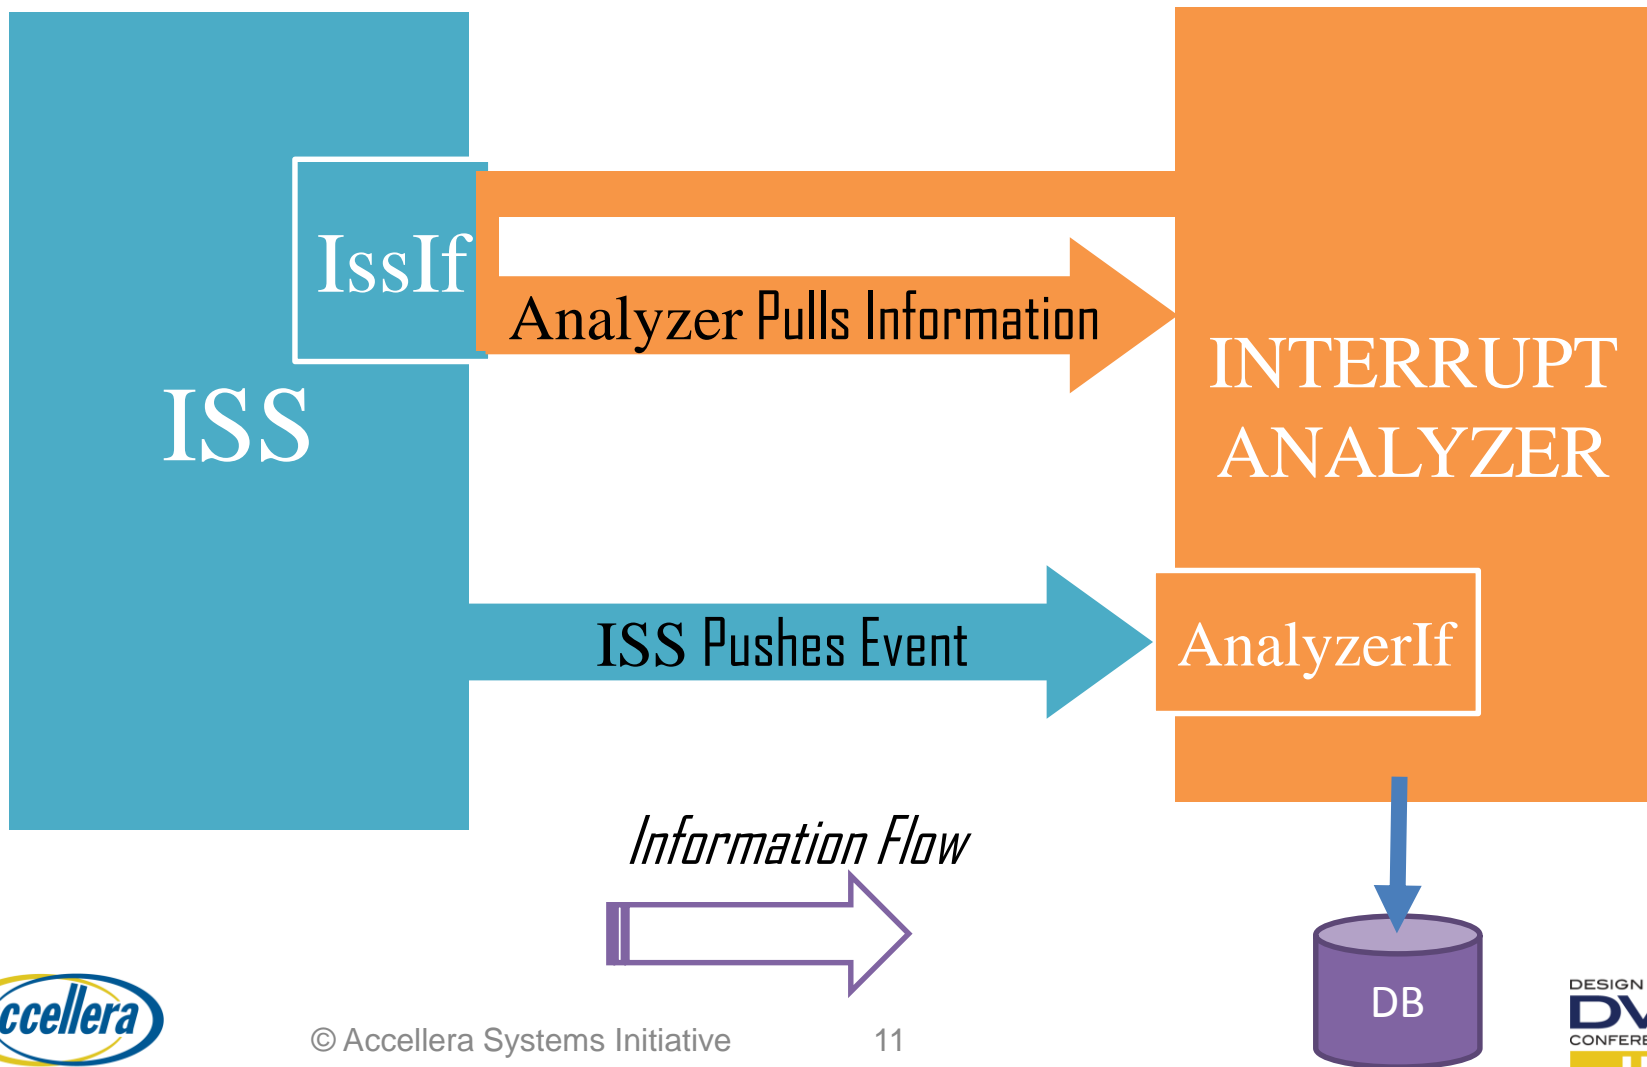 IssIf
Analyzer Pulls Information
ISS
INTERRUPT
ANALYZER
ISS Pushes Event
AnalyzerIf
Information Flow
DB
ccellera
© Accellera Systems Initiative
11
DESIGN